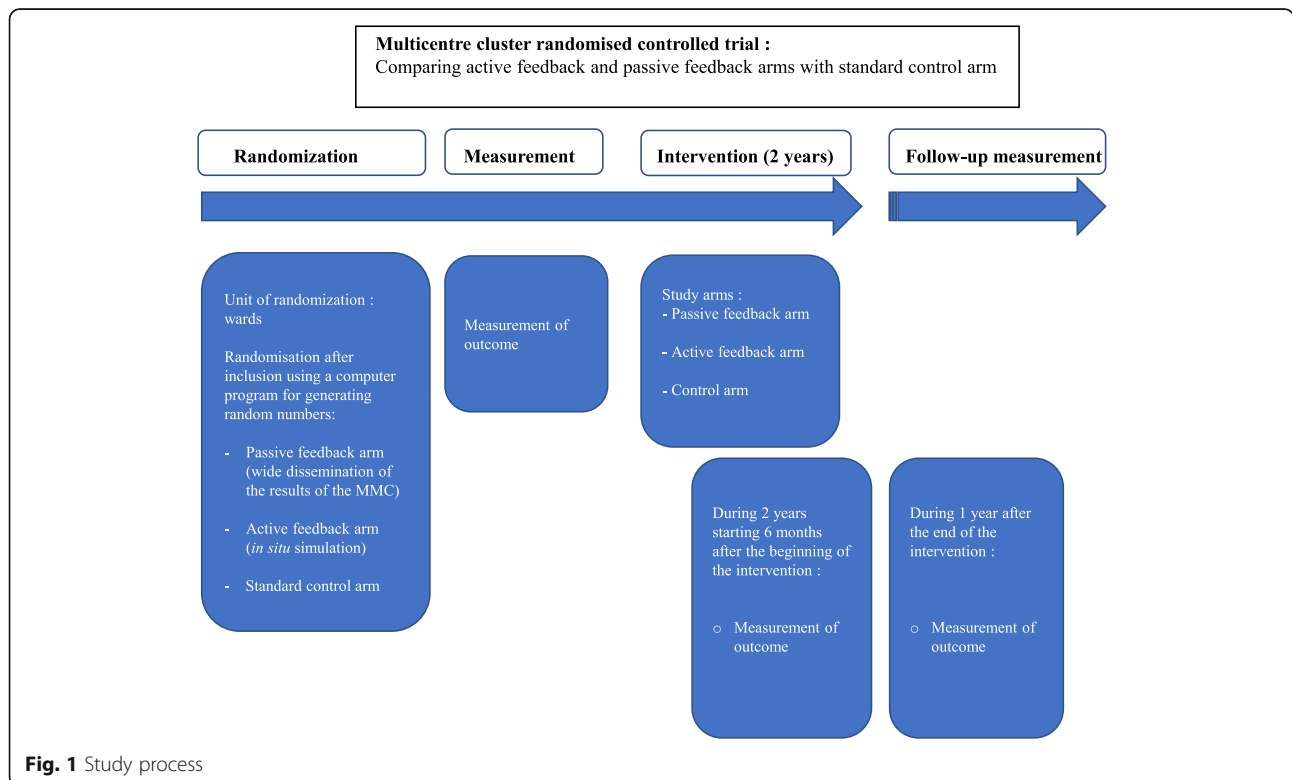 Multicentre cluster randomised controlled trial :
Comparing active feedback and passive feedback arms with standard control arm
Randomization
Measurement
Intervention (2 years)
Follow-up measurement
Unit of randomization :
wards
Randomisation after
inclusion using a computer
program for generating
random numbers:
- Passive feedback arm
(wide dissemination of
the results of the MMC)
- Active feedback arm
(in situ simulation)
- Standard control arm
Measurement of
outcome
Study arms :
- Passive feedback arm
- Active feedback arm
- Control arm
During 2 years
starting 6 months
after the beginning of
the intervention :
o Measurement of
outcome
During 1 year after
the end of the
intervention :
o Measurement of
outcome
Fig. 1 Study process